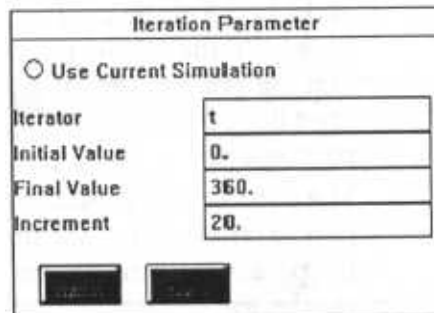 Iteration Parameter
Use Current Simulation
Iterator t
Initial Value 0.
Final Value 360.
Increment 20.